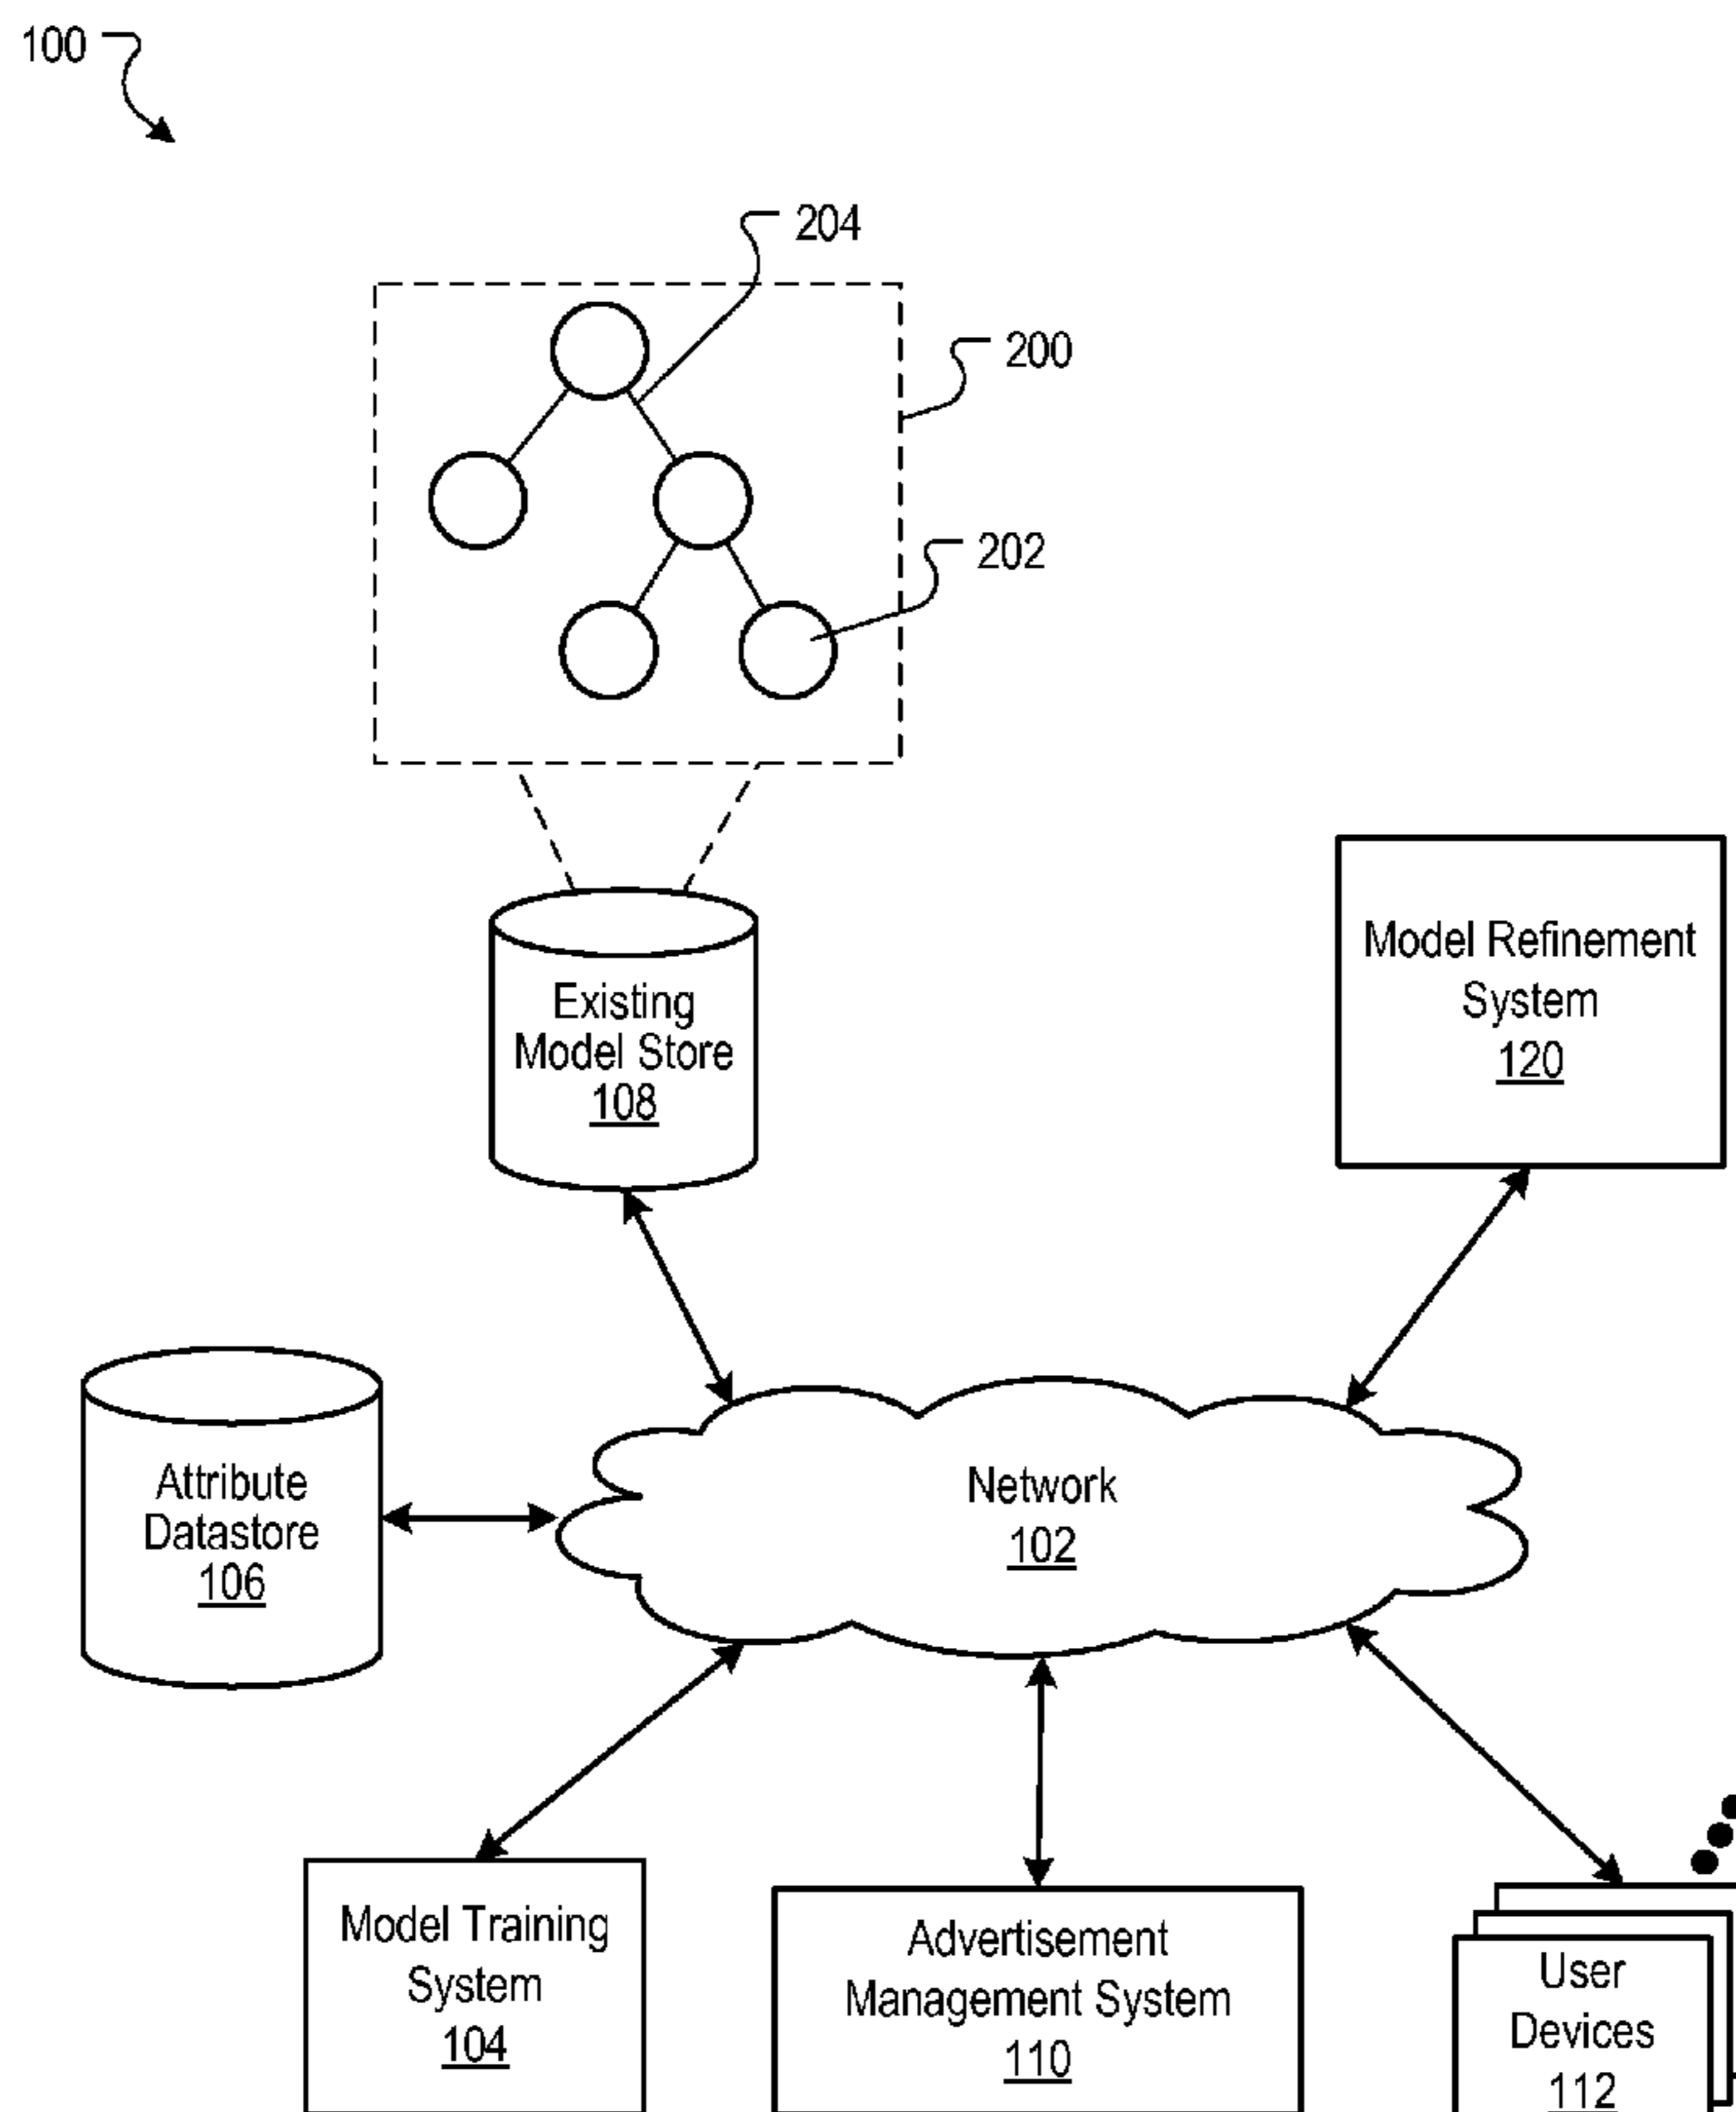 100
204
200
202
Existing
Model Store
108
Model Refinement
System
120
Attribute
Datastore
106
Network
102
Model Training
System
104
Advertisement
Management System
110
User
Devices
112